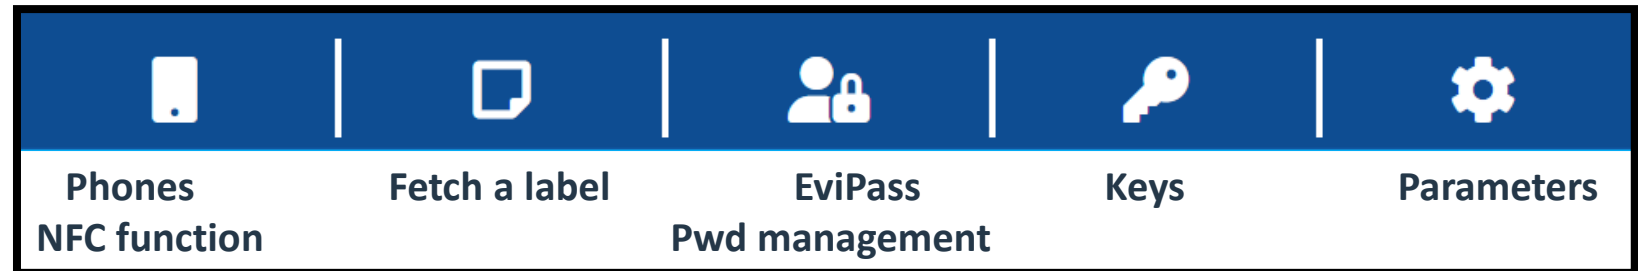 Phones
NFC function
Fetch a label
EviPass
Pwd management
Keys
Parameters